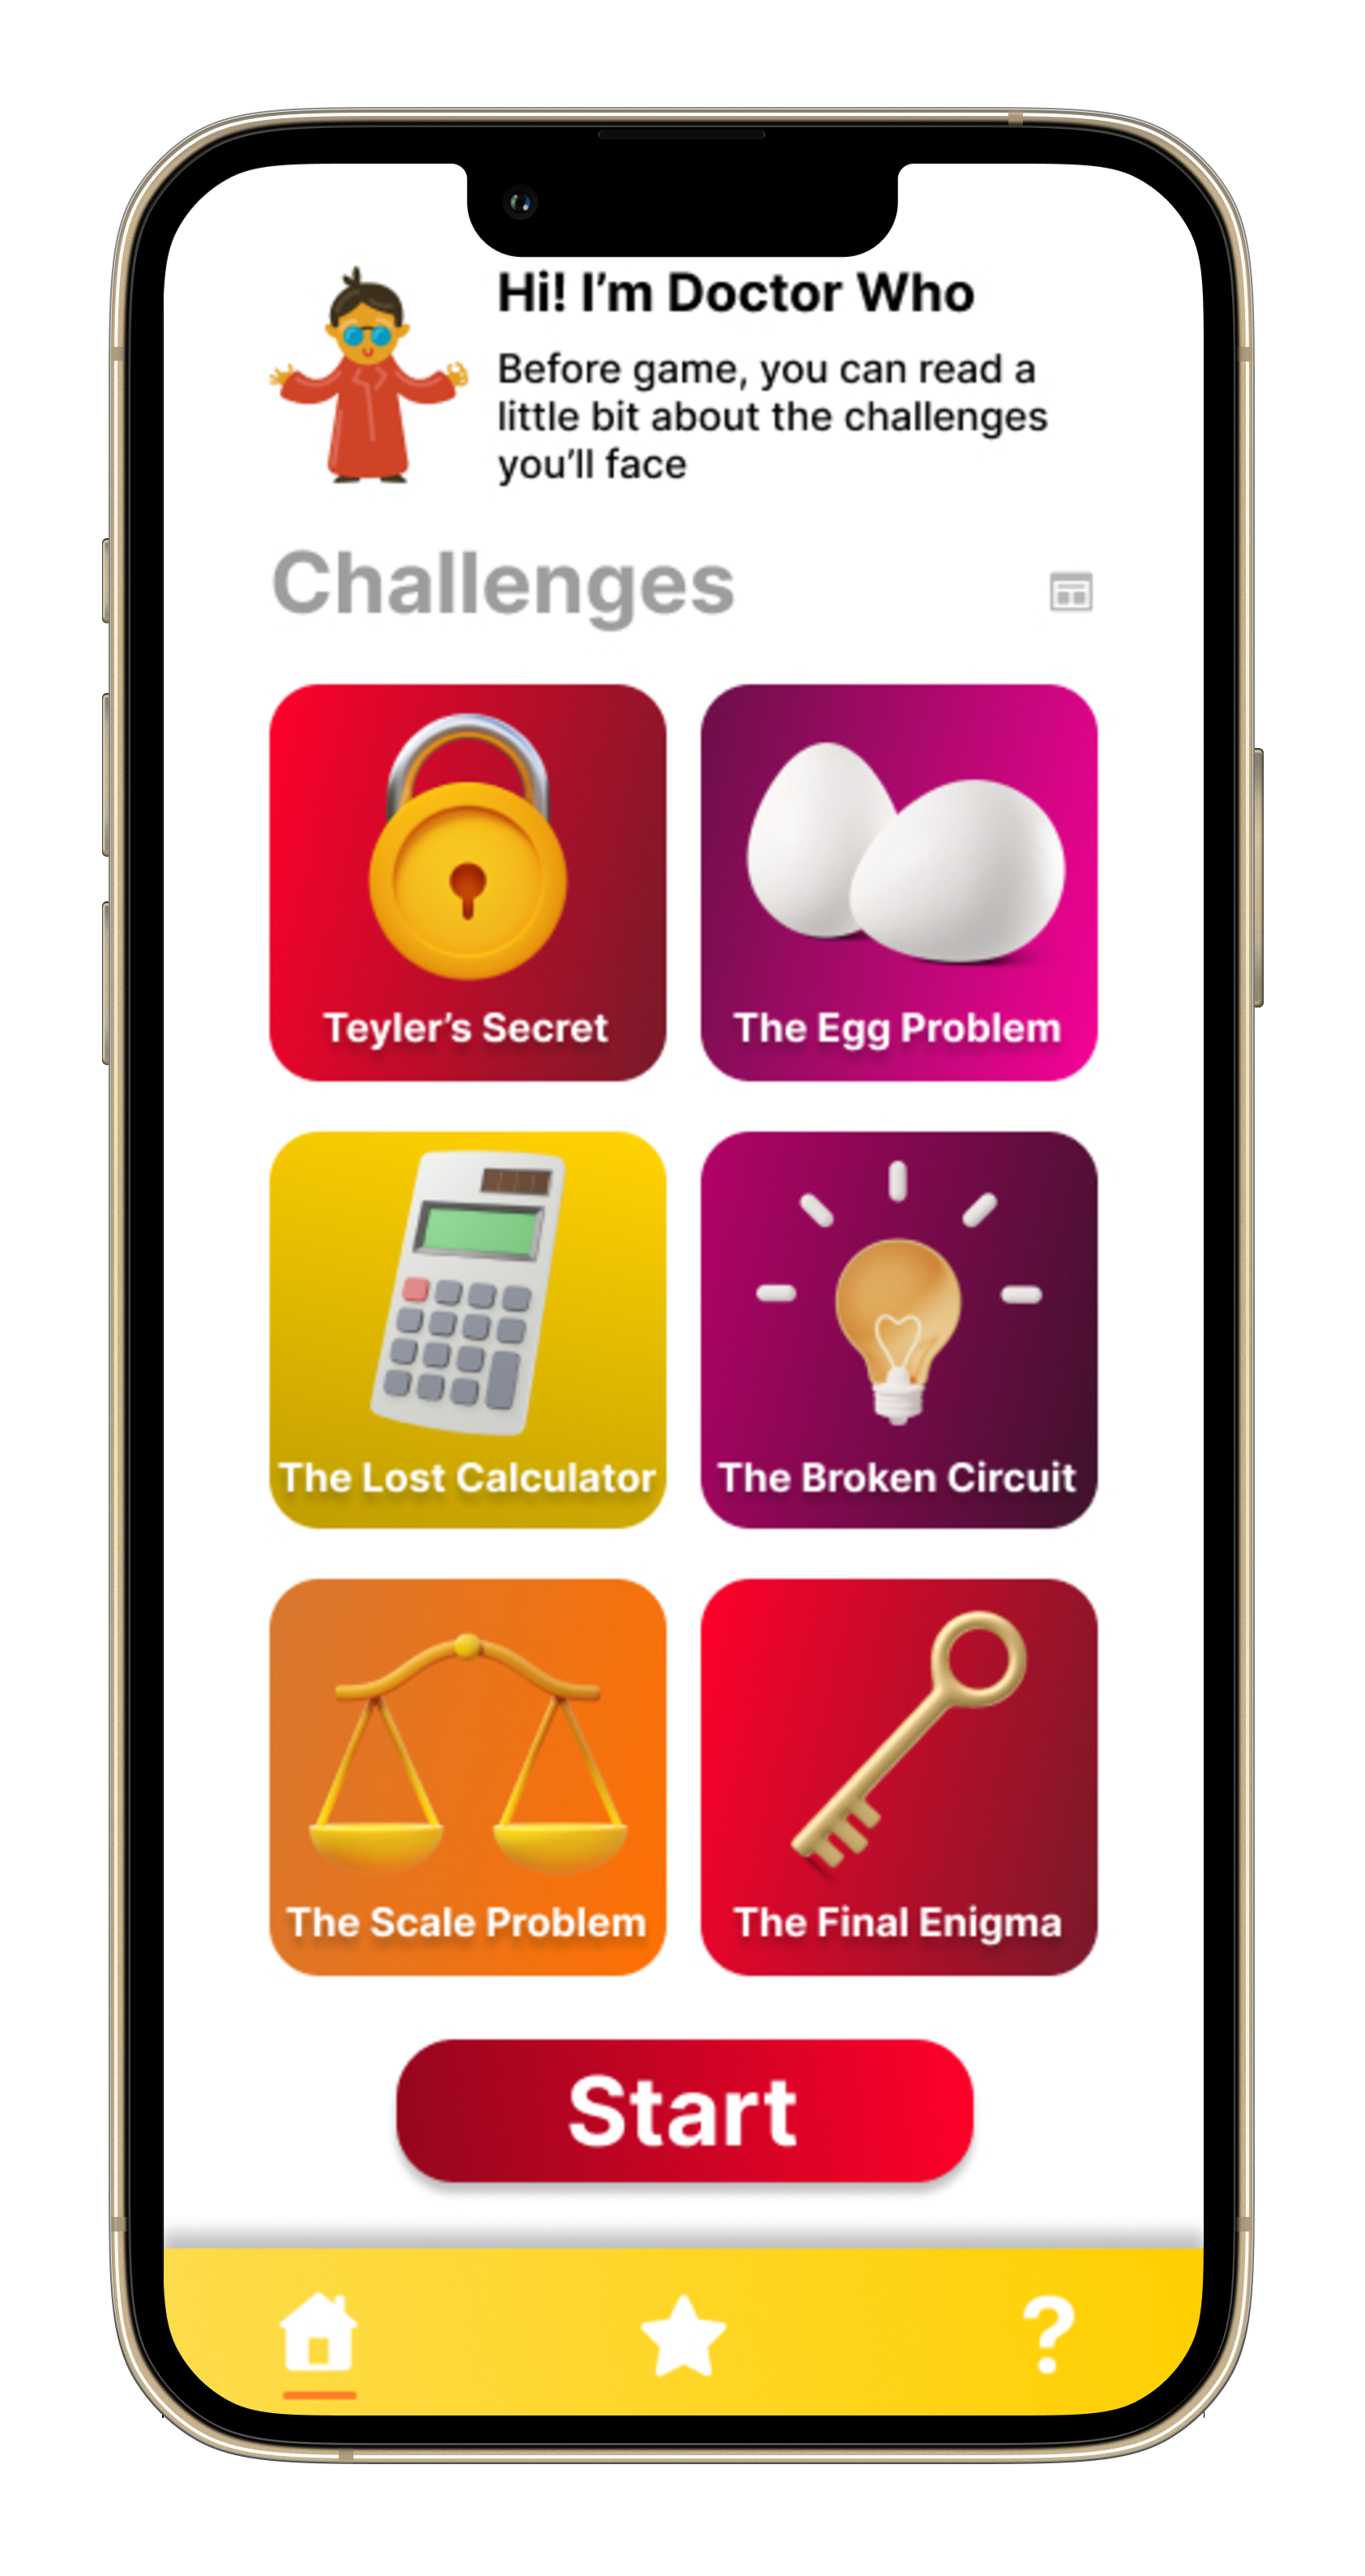 Hi! I’m Doctor Who
Before game, you can read a
little bit about the challenges
you’ll face
Challenges
Teyler’s Secret
The Egg Problem
The Lost Calculator
The Broken Circuit
The Scale Problem
The Final Enigma
Start
?